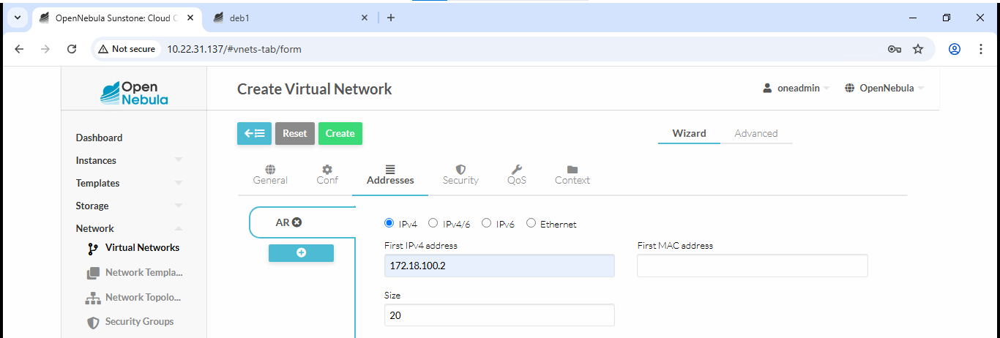 OpenNebula Sunstone: Cloud
deb1
Not secure 10.22.31.137/#vnets-tab/form
Open
Nebula
Create Virtual Network
oneadmin
OpenNebula
Reset
Create
Wizard
Advanced
Dashboard
Instances
Templates
Storage
Network
Virtual Networks
Network Templa...
Network Topolo...
Security Groups
General
Conf
Addresses
Security
QoS
Context
AR
IPv4
IPv4/6
IPv6
Ethernet
First IPv4 address
172.18.100.2
First MAC address
Size
20